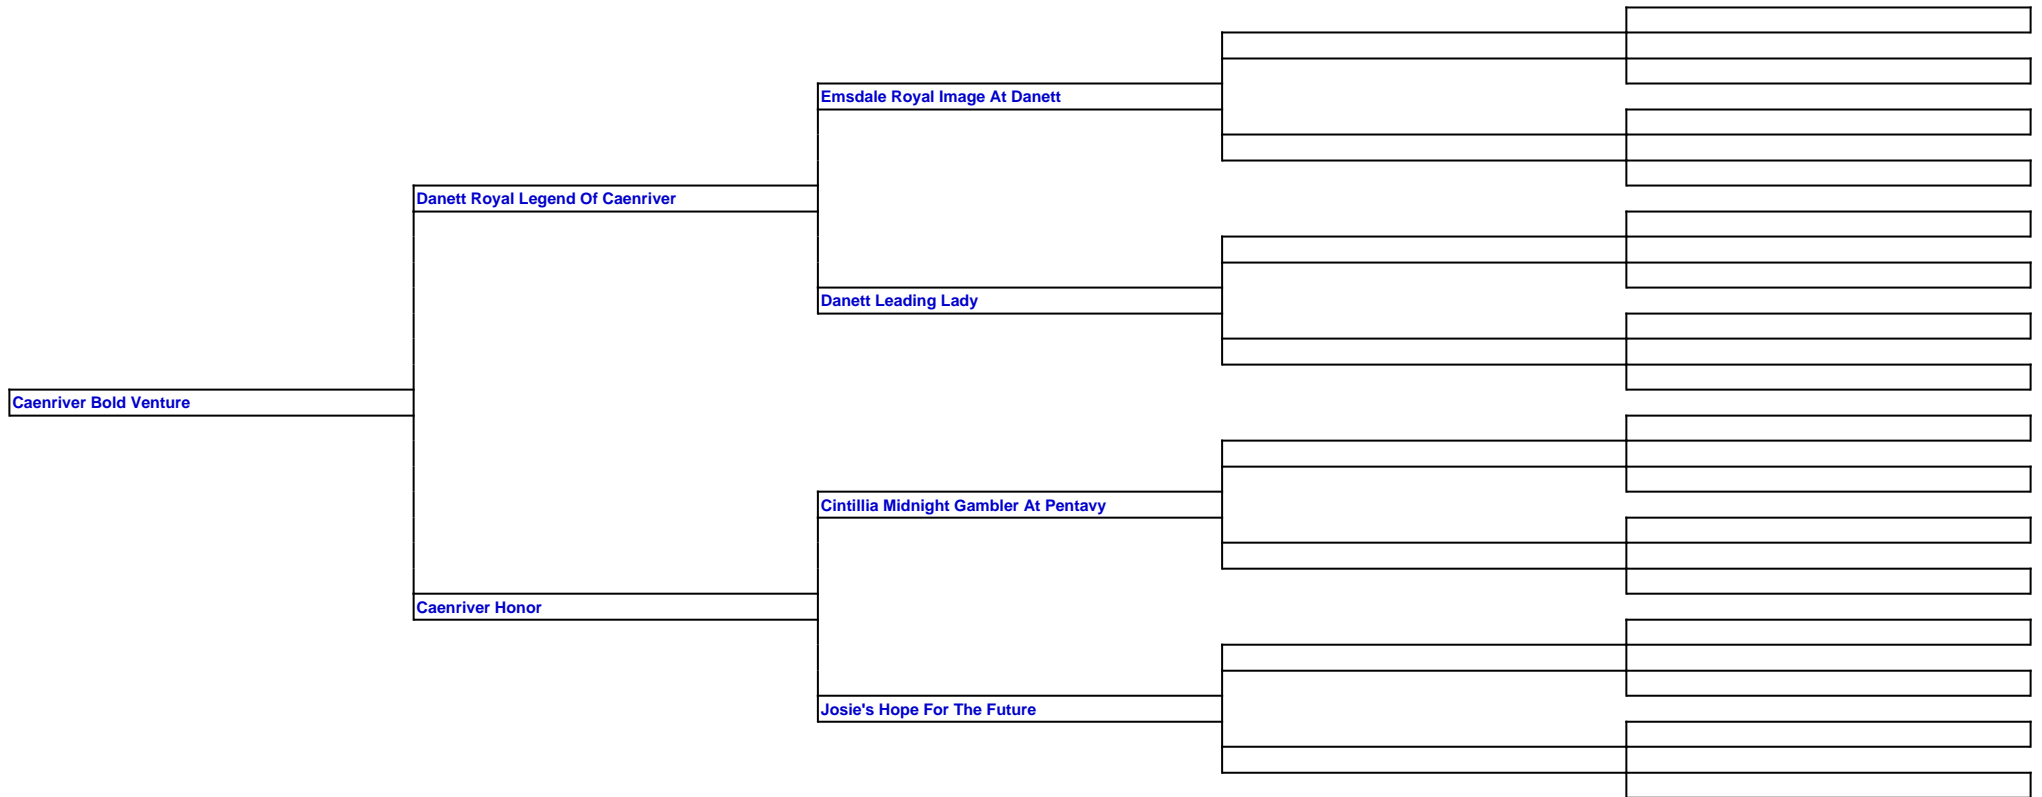 Emsdale Royal Image At Danett
Danett Royal Legend Of Caenriver
Danett Leading Lady
Caenriver Bold Venture
Cintillia Midnight Gambler At Pentavy
Caenriver Honor
Josie's Hope For The Future